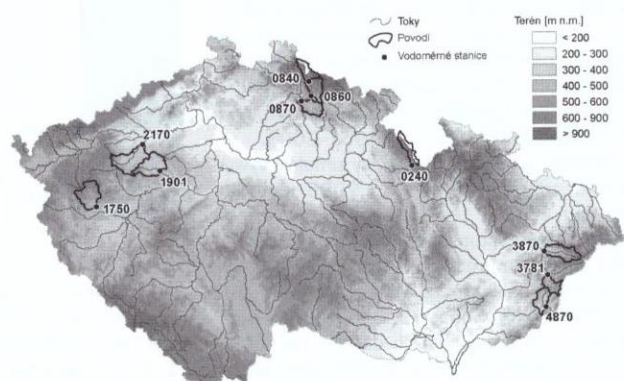 Toky
Povodí
Vodoměrné stanice
Terén [m n.m.]
< 200
200 - 300
300 - 400
400 - 500
500 - 600
600 - 900
> 900
0840
0860
0870
2170
1901
1750
0240
3870
3781
4870